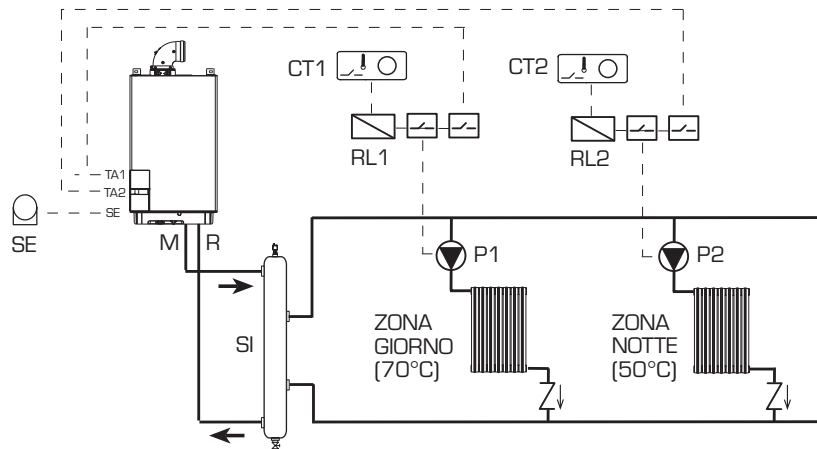 CT1
CT2
RL1
RL2
TA1
TA2
SE
SE
M
R
P1
P2
SI
ZONA
GIORNO
(70°C)
ZONA
NOTTE
(50°C)